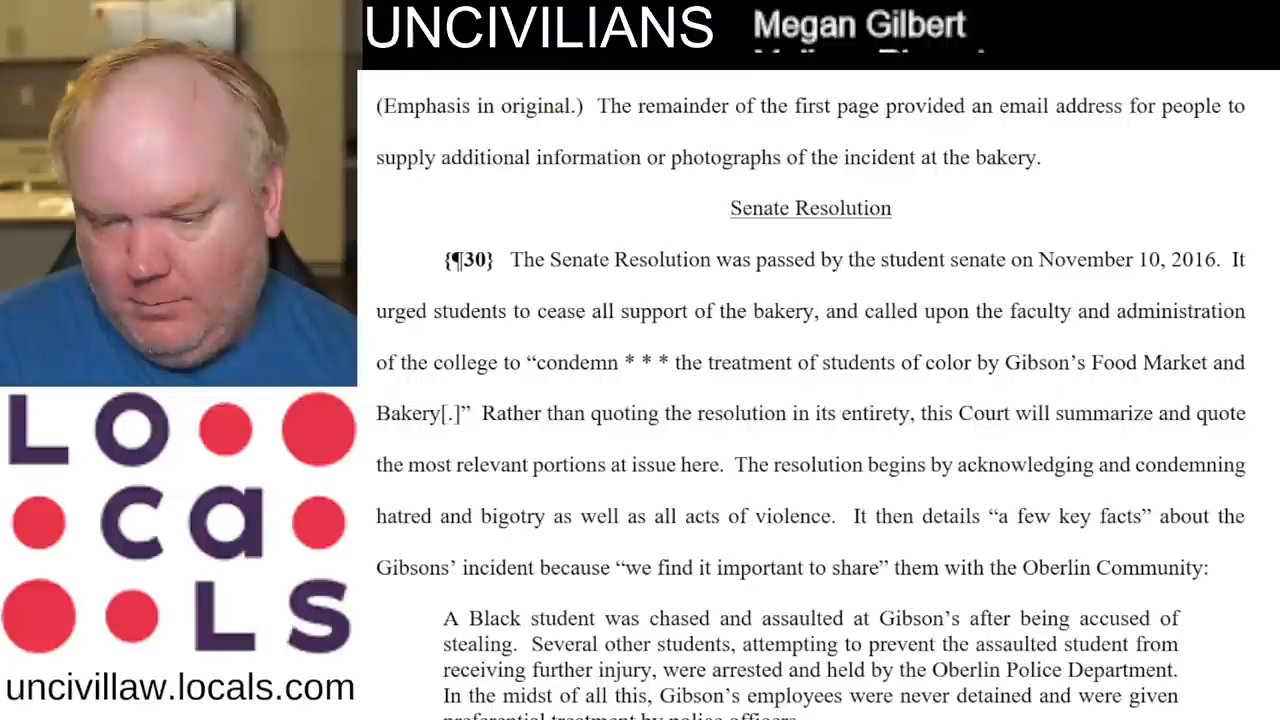 UNCIVILIANS
Megan Gilbert
(Emphasis in original.) The remainder of the first page provided an email address for people to
supply additional information or photographs of the incident at the bakery.
Senate Resolution
{¶30} The Senate Resolution was passed by the student senate on November 10, 2016. It
urged students to cease all support of the bakery, and called upon the faculty and administration
of the college to “condemn * * * the treatment of students of color by Gibson’s Food Market and
Bakery[.]” Rather than quoting the resolution in its entirety, this Court will summarize and quote
the most relevant portions at issue here. The resolution begins by acknowledging and condemning
hatred and bigotry as well as all acts of violence. It then details “a few key facts” about the
Gibsons’ incident because “we find it important to share” them with the Oberlin Community:
A Black student was chased and assaulted at Gibson’s after being accused of
stealing. Several other students, attempting to prevent the assaulted student from
receiving further injury, were arrested and held by the Oberlin Police Department.
In the midst of all this, Gibson’s employees were never detained and were given
preferential treatment by police officers.
LO
ca
LS
uncivillaw.locals.com